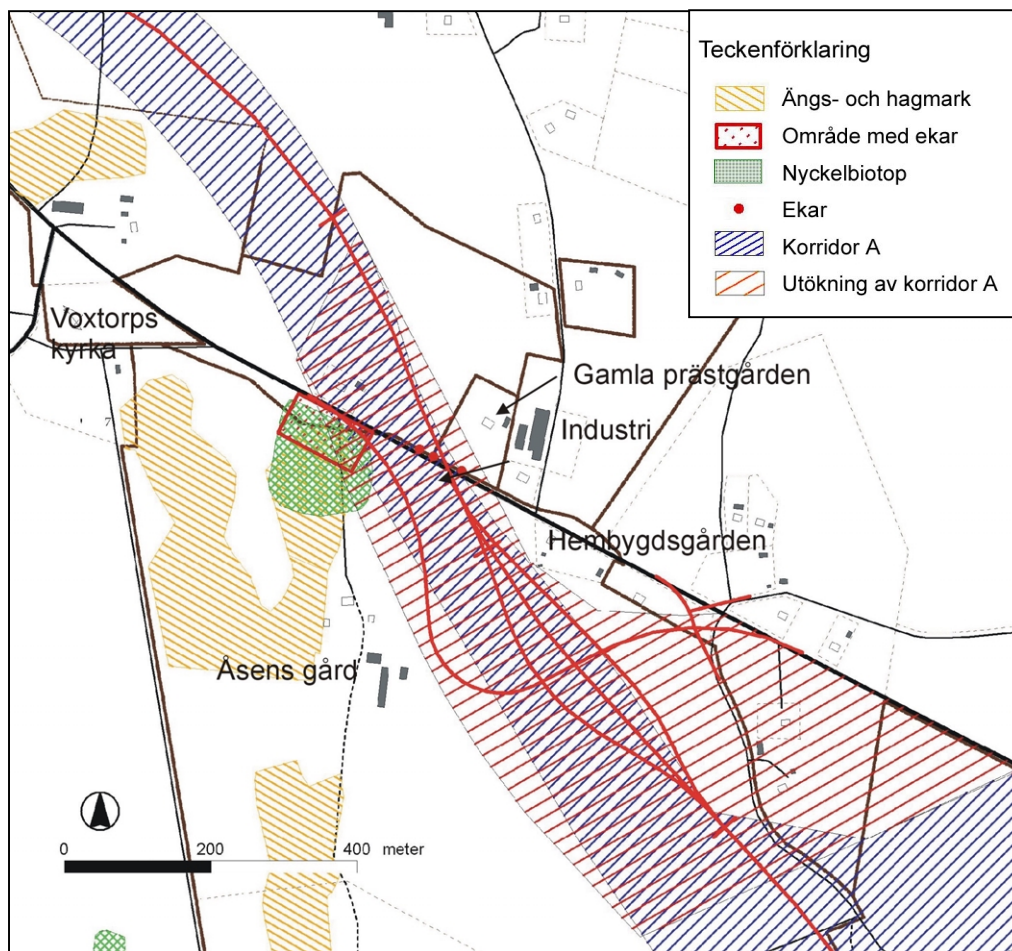 Teckenförklaring
Ängs- och hagmark
Område med ekar
Nyckelbiotop
Ekar
Korridor A
Utökning av korridor A
Voxtorps
kyrka
Gamla prästgården
Industri
Hembygdsgården
Åsens gård
0 200 400 meter